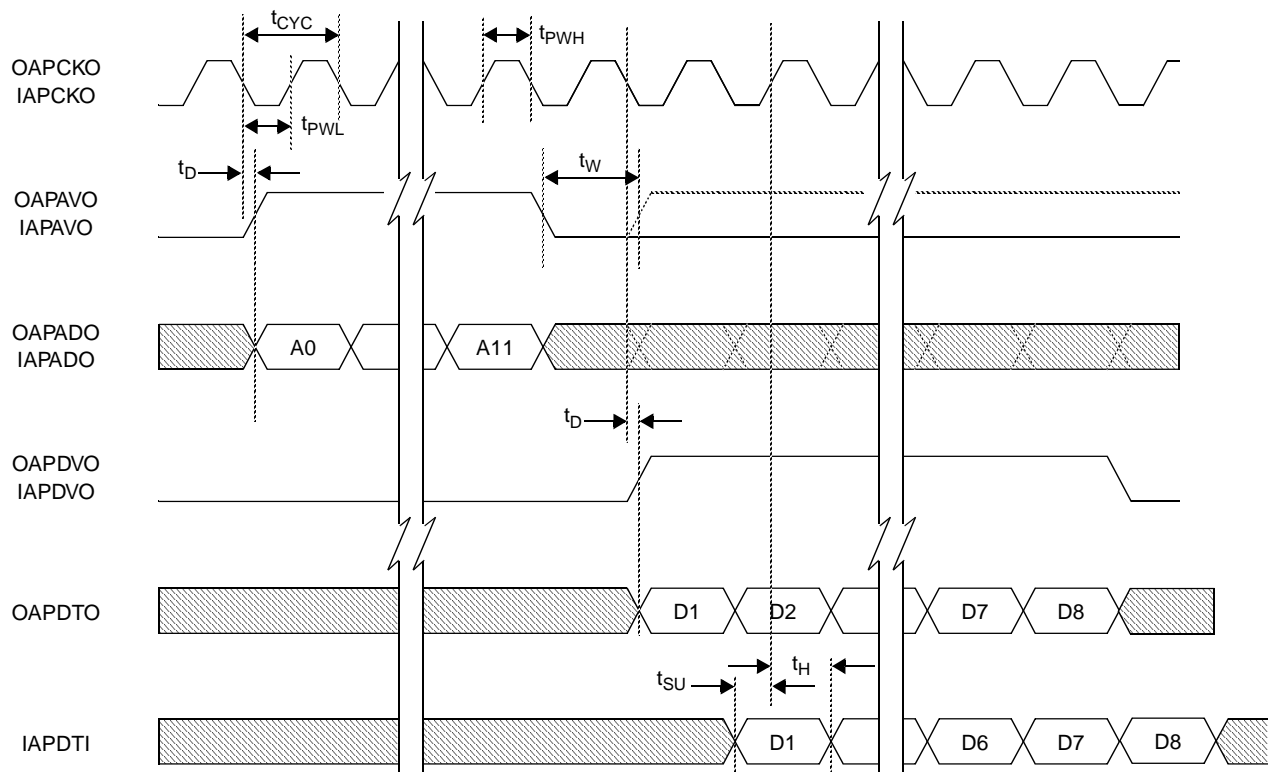 tCYC
tPWH
OAPCKO
IAPCKO
tPWL
tD
tW
OAPAVO
IAPAVO
OAPADO
IAPADO
A0
A11
tD
OAPDVO
IAPDVO
OAPDTO
D1
D2
D7
D8
tSU
tH
IAPDTI
D1
D6
D7
D8